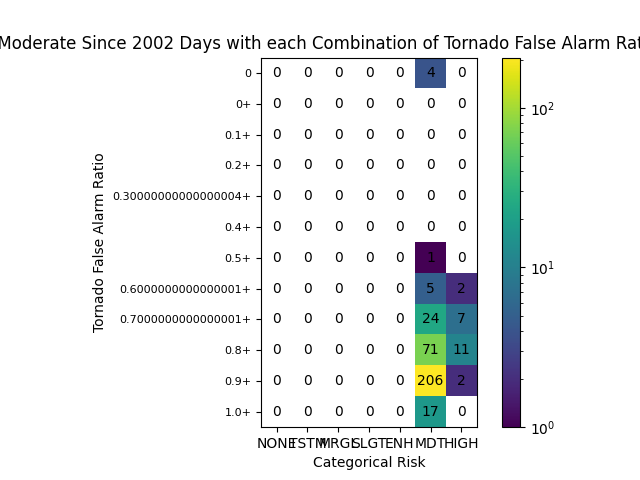 Moderate Since 2002 Days with each Combination of Tornado False Alarm Rat
Tornado False Alarm Ratio
0 0 0 0 0 0 4 0
0+ 0 0 0 0 0 0 0
0.1+ 0 0 0 0 0 0 0
0.2+ 0 0 0 0 0 0 0
0.30000000000000004+ 0 0 0 0 0 0 0
0.4+ 0 0 0 0 0 0 0
0.5+ 0 0 0 0 0 1 0
0.6000000000000001+ 0 0 0 0 0 5 2
0.7000000000000001+ 0 0 0 0 0 24 7
0.8+ 0 0 0 0 0 71 11
0.9+ 0 0 0 0 0 206 2
1.0+ 0 0 0 0 0 17 0
NONE TSTM MRGL SLGT ENH MDT HIGH
Categorical Risk
10²
10¹
10⁰